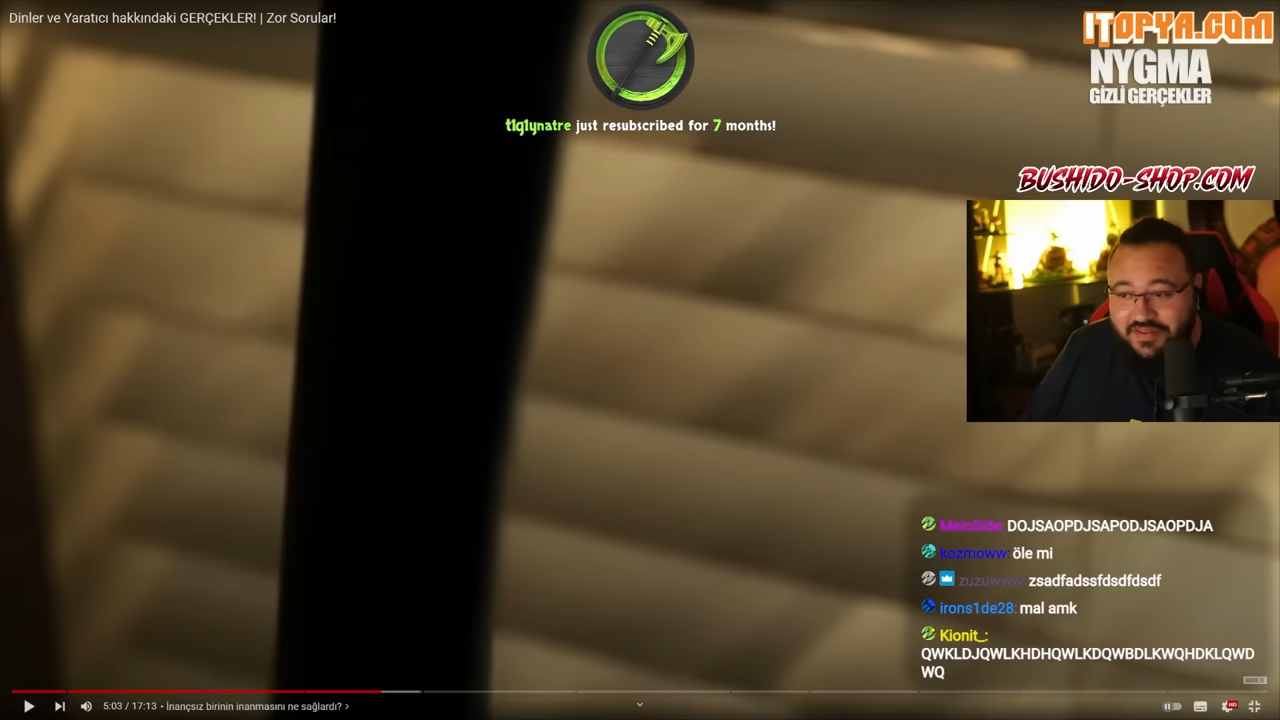 Dinler ve Yaratıcı hakkındaki GERÇEKLER! | Zor Sorular!
ITOPYA.COM
NYGMA
GİZLİ GERÇEKLER
t1q1ynatre just resubscribed for 7 months!
BUSHIDO-SHOP.COM
MeloSide: DOJSAOPDJSAPODJSAOPDJA
kozmoww: öle mi
zuzuwww: zsadfadssfdsdfdsdf
irons1de28: mal amk
Kionit_:
QWKLDJQWLKHDHQWLKDQWBDLKWQHDKLQWD
WQ
5:03 / 17:13 • İnançsız birinin inanmasını ne sağlardı? >
HD